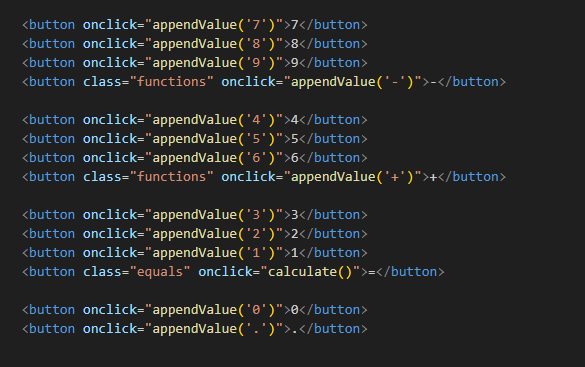 <button onclick="appendValue('7')">7</button>
<button onclick="appendValue('8')">8</button>
<button onclick="appendValue('9')">9</button>
<button class="functions" onclick="appendValue('-')">-</button>
<button onclick="appendValue('4')">4</button>
<button onclick="appendValue('5')">5</button>
<button onclick="appendValue('6')">6</button>
<button class="functions" onclick="appendValue('+')">+</button>
<button onclick="appendValue('3')">3</button>
<button onclick="appendValue('2')">2</button>
<button onclick="appendValue('1')">1</button>
<button class="equals" onclick="calculate()">=</button>
<button onclick="appendValue('0')">0</button>
<button onclick="appendValue('.')">.</button>